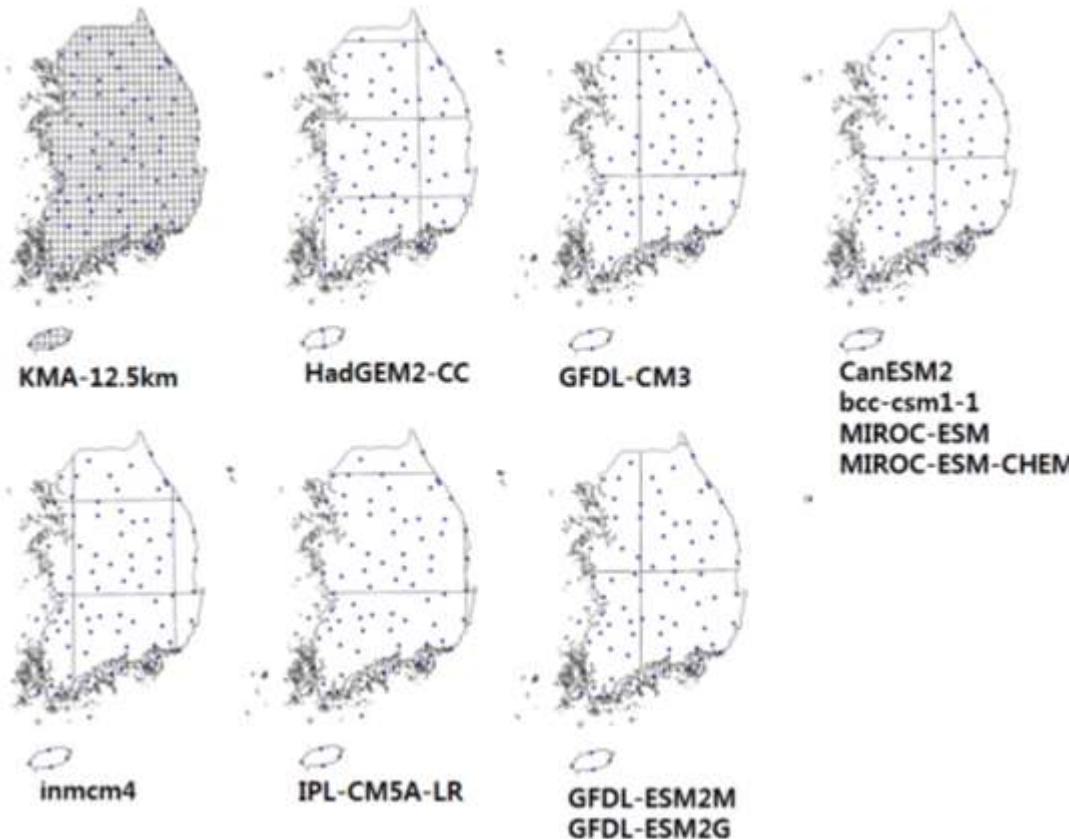 KMA-12.5km
HadGEM2-CC
GFDL-CM3
CanESM2
bcc-csm1-1
MIROC-ESM
MIROC-ESM-CHEM
inmcm4
IPL-CM5A-LR
GFDL-ESM2M
GFDL-ESM2G